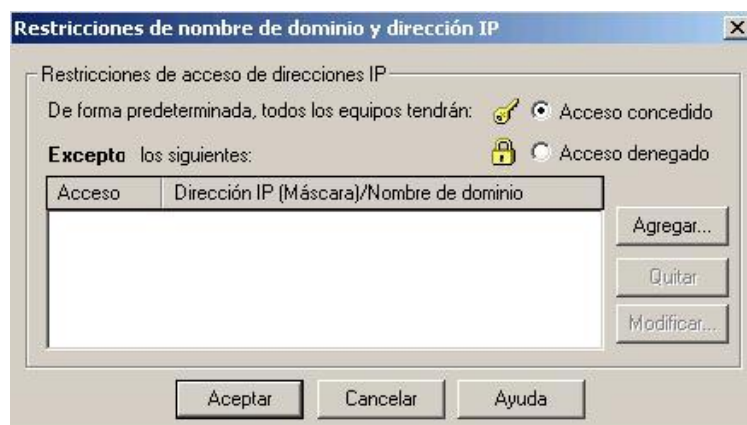 Restricciones de nombre de dominio y dirección IP
Restricciones de acceso de direcciones IP
De forma predeterminada, todos los equipos tendrán: Acceso concedido
Excepto los siguientes: Acceso denegado
Acceso Dirección IP (Máscara)/Nombre de dominio
Agregar...
Quitar
Modificar...
Aceptar Cancelar Ayuda